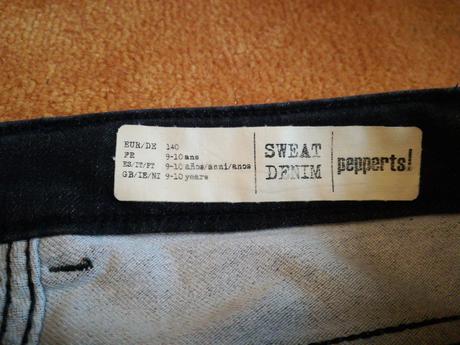 EUR/DE 140
FR 9-10 ans
ES/IT/PT 9-10 años/anni/anos
GB/IE/NI 9-10 years
SWEAT
DENIM
pepperts!